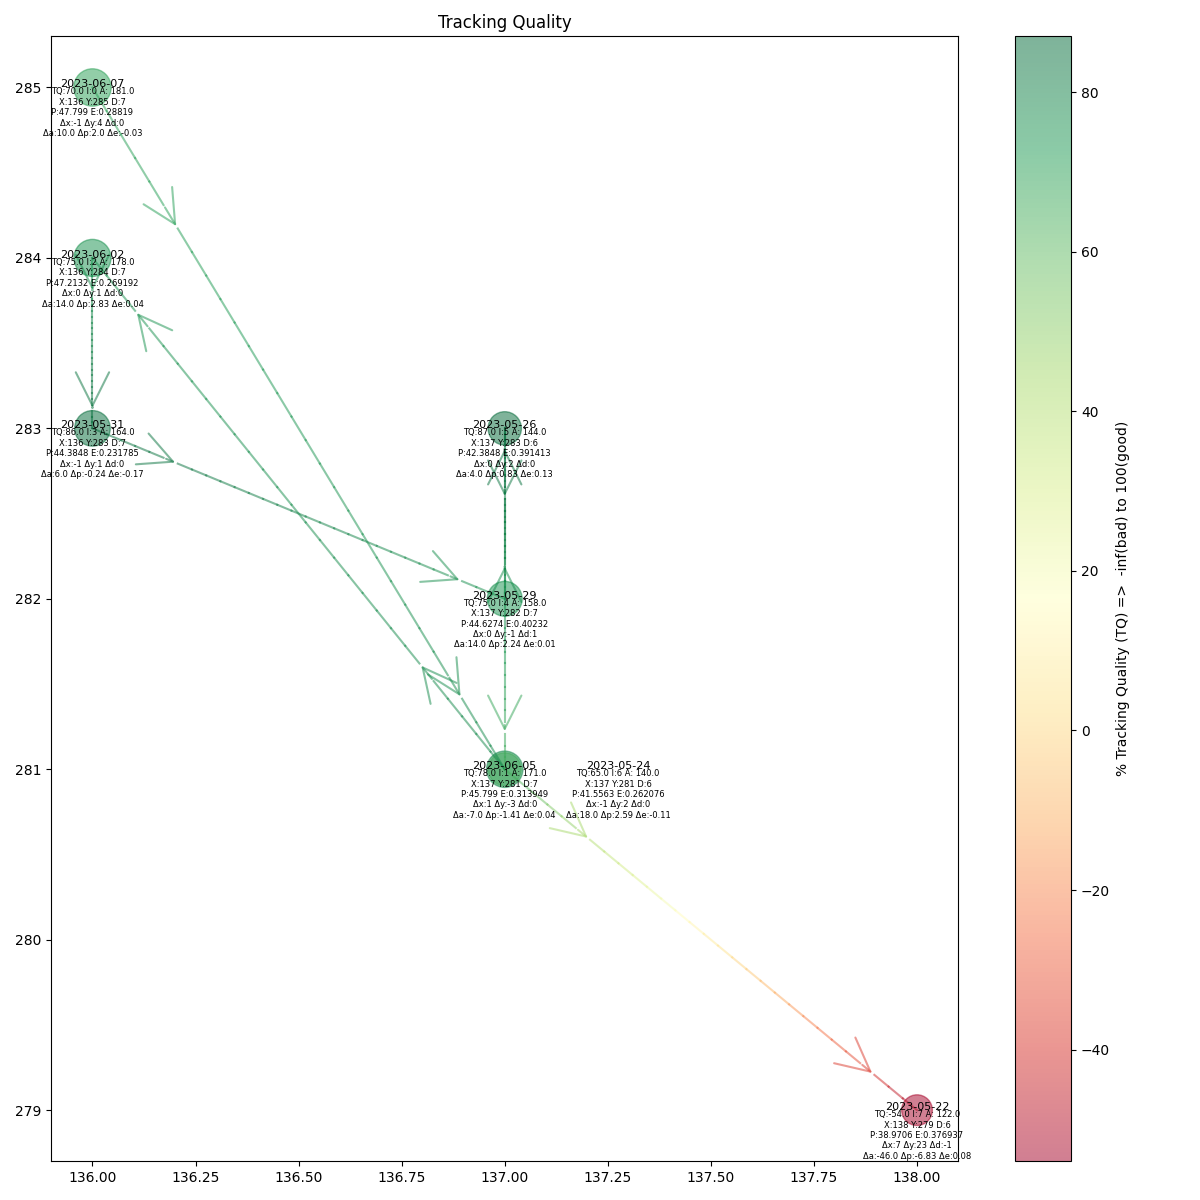 Tracking Quality
285
284
283
282
281
280
279
2023-06-07
TQ:70.0 I:0 A: 181.0
X:136 Y:285 D:7
P:47.799 E:0.28819
Δx:-1 Δy:4 Δd:0
Δa:10.0 Δp:2.0 Δe:-0.03
2023-06-02
TQ:75.0 I:2 A: 178.0
X:136 Y:284 D:7
P:47.2132 E:0.269192
Δx:0 Δy:1 Δd:0
Δa:14.0 Δp:2.83 Δe:0.04
2023-05-31
TQ:86.0 I:3 A: 164.0
X:136 Y:283 D:7
P:44.3848 E:0.231785
Δx:-1 Δy:1 Δd:0
Δa:6.0 Δp:-0.24 Δe:-0.17
2023-05-26
TQ:87.0 I:5 A: 144.0
X:137 Y:283 D:6
P:42.3848 E:0.391413
Δx:0 Δy:2 Δd:0
Δa:4.0 Δp:0.83 Δe:0.13
2023-05-29
TQ:75.0 I:4 A: 158.0
X:137 Y:282 D:7
P:44.6274 E:0.40232
Δx:0 Δy:-1 Δd:1
Δa:14.0 Δp:2.24 Δe:0.01
2023-06-05
TQ:78.0 I:1 A: 171.0
X:137 Y:281 D:7
P:45.799 E:0.313949
Δx:1 Δy:-3 Δd:0
Δa:-7.0 Δp:-1.41 Δe:0.04
2023-05-24
TQ:65.0 I:6 A: 140.0
X:137 Y:281 D:6
P:41.5563 E:0.262076
Δx:-1 Δy:2 Δd:0
Δa:18.0 Δp:2.59 Δe:-0.11
2023-05-22
TQ:-54.0 I:7 A: 122.0
X:138 Y:279 D:6
P:38.9706 E:0.376937
Δx:7 Δy:23 Δd:-1
Δa:-46.0 Δp:-6.83 Δe:0.08
136.00 136.25 136.50 136.75 137.00 137.25 137.50 137.75 138.00
80
60
40
20
0
−20
−40
% Tracking Quality (TQ) => -inf(bad) to 100(good)